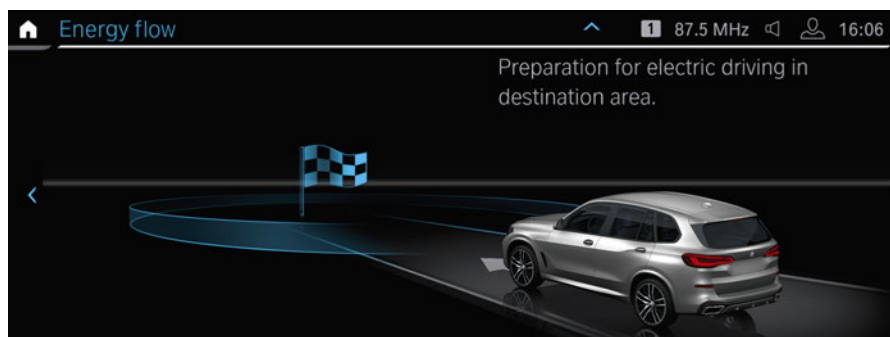 Energy flow
1 87.5 MHz 16:06
Preparation for electric driving in
destination area.